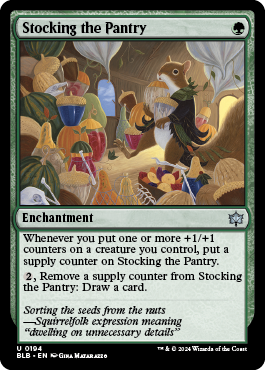 Stocking the Pantry
Enchantment
Whenever you put one or more +1/+1
counters on a creature you control, put a
supply counter on Stocking the Pantry.
2, Remove a supply counter from Stocking
the Pantry: Draw a card.
Sorting the seeds from the nuts
—Squirrelfolk expression meaning
“dwelling on unnecessary details”
U 0194
BLB • EN Gina Matarazzo
™ & © 2024 Wizards of the Coast